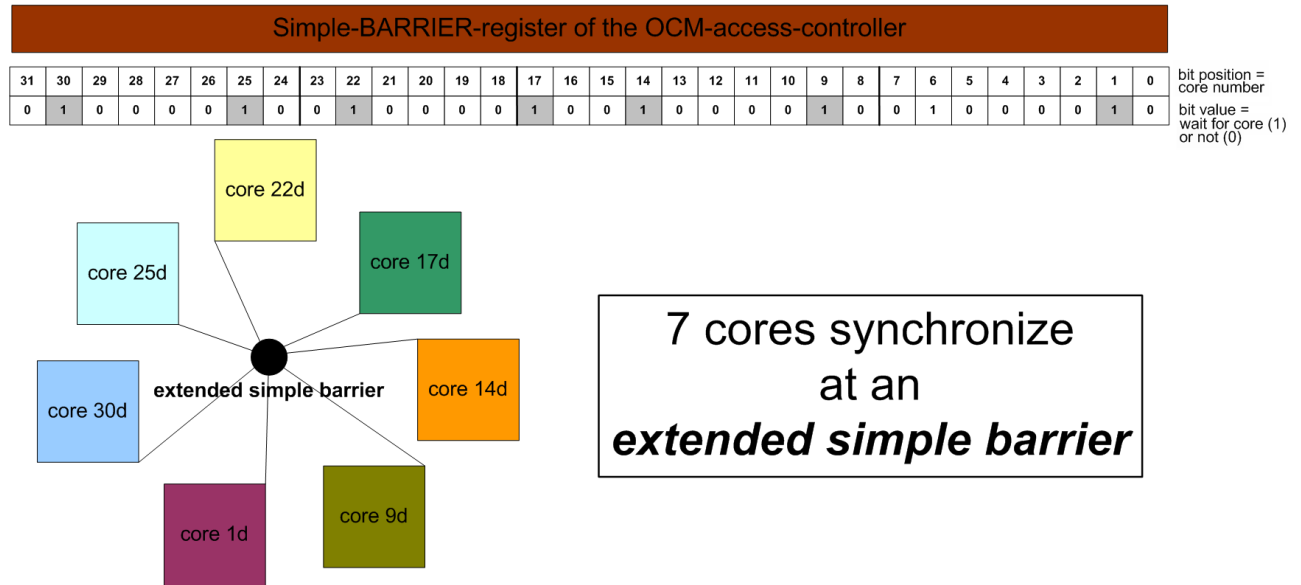 Simple-BARRIER-register of the OCM-access-controller
31 30 29 28 27 26 25 24 23 22 21 20 19 18 17 16 15 14 13 12 11 10 9 8 7 6 5 4 3 2 1 0
bit position =
core number
0 1 0 0 0 0 1 0 0 1 0 0 0 0 1 0 0 1 0 0 0 0 1 0 0 1 0 0 0 0 1 0
bit value =
wait for core (1)
or not (0)
core 22d
core 17d
core 25d
7 cores synchronize
at an
extended simple barrier
extended simple barrier
core 14d
core 30d
core 9d
core 1d